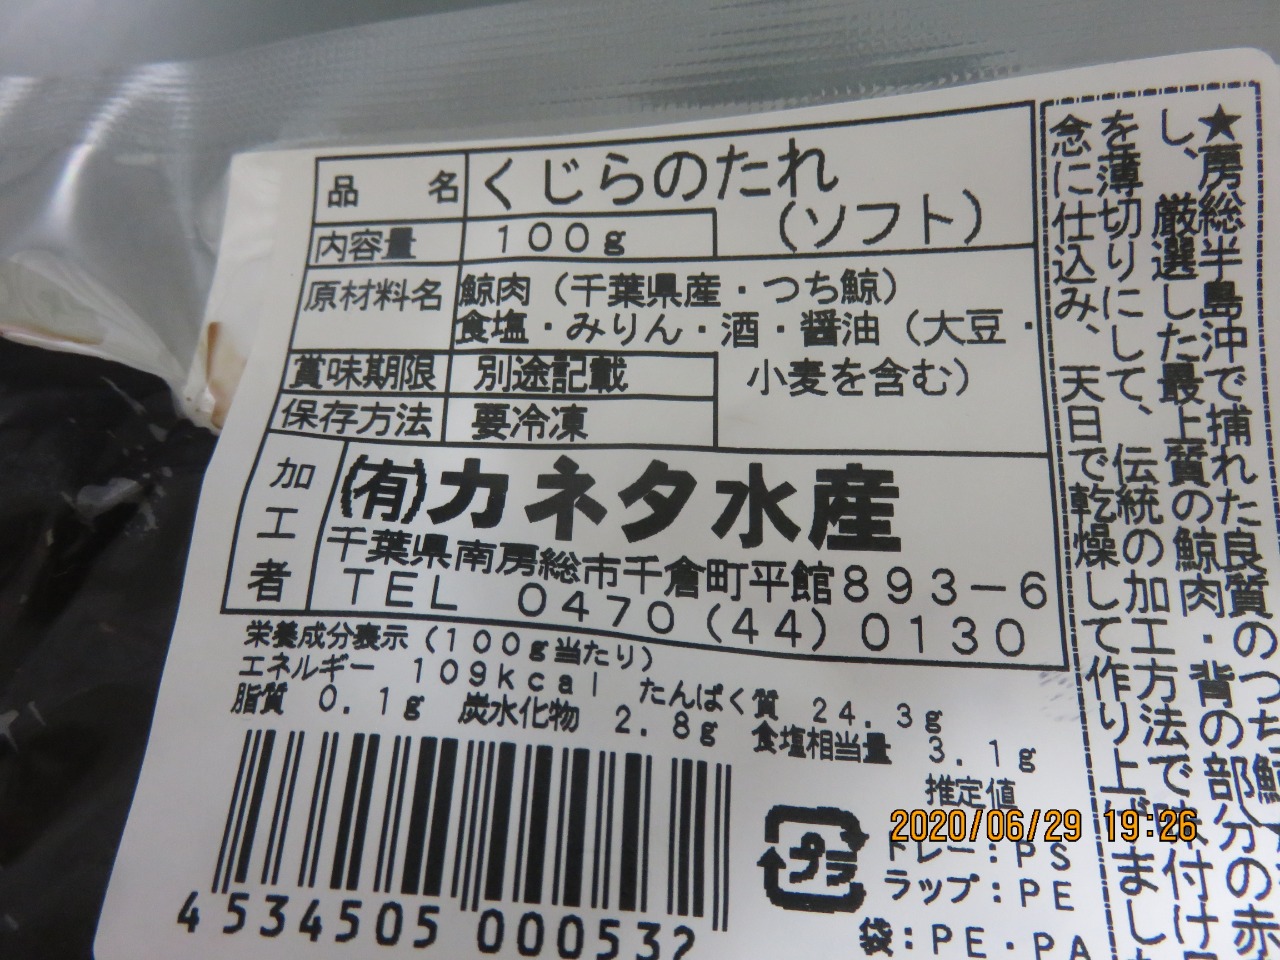 品 名 くじらのたれ
(ソフト)
内容量 100g
原材料名 鯨肉(千葉県産・つち鯨)
食塩・みりん・酒・醤油(大豆・
小麦を含む)
賞味期限 別途記載
保存方法 要冷凍
加工者 (有)カネタ水産
千葉県南房総市千倉町平館893-6
TEL 0470(44)0130
栄養成分表示(100g当たり)
エネルギー 109kcal たんぱく質 24.3g
脂質 0.1g 炭水化物 2.8g 食塩相当量 3.1g
推定値
4 534505 000532
プラ
トレー:PS
ラップ:PE
袋:PE・PA
★房総半島沖で捕れた良質のつち鯨
し、厳選した最上質の鯨肉・背の部分の赤
を薄切りにして、伝統の加工方法で味付け
念に仕込み、天日で乾燥して作り上げました
2020/06/29 19:26